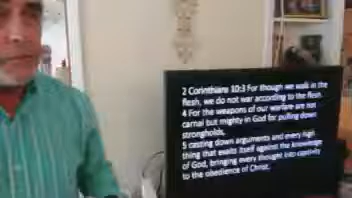 2 Corinthians 10:3 For though we walk in the
flesh, we do not war according to the flesh.
4 For the weapons of our warfare are not
carnal but mighty in God for pulling down
strongholds,
5 casting down arguments and every high
thing that exalts itself against the knowledge
of God, bringing every thought into captivity
to the obedience of Christ.